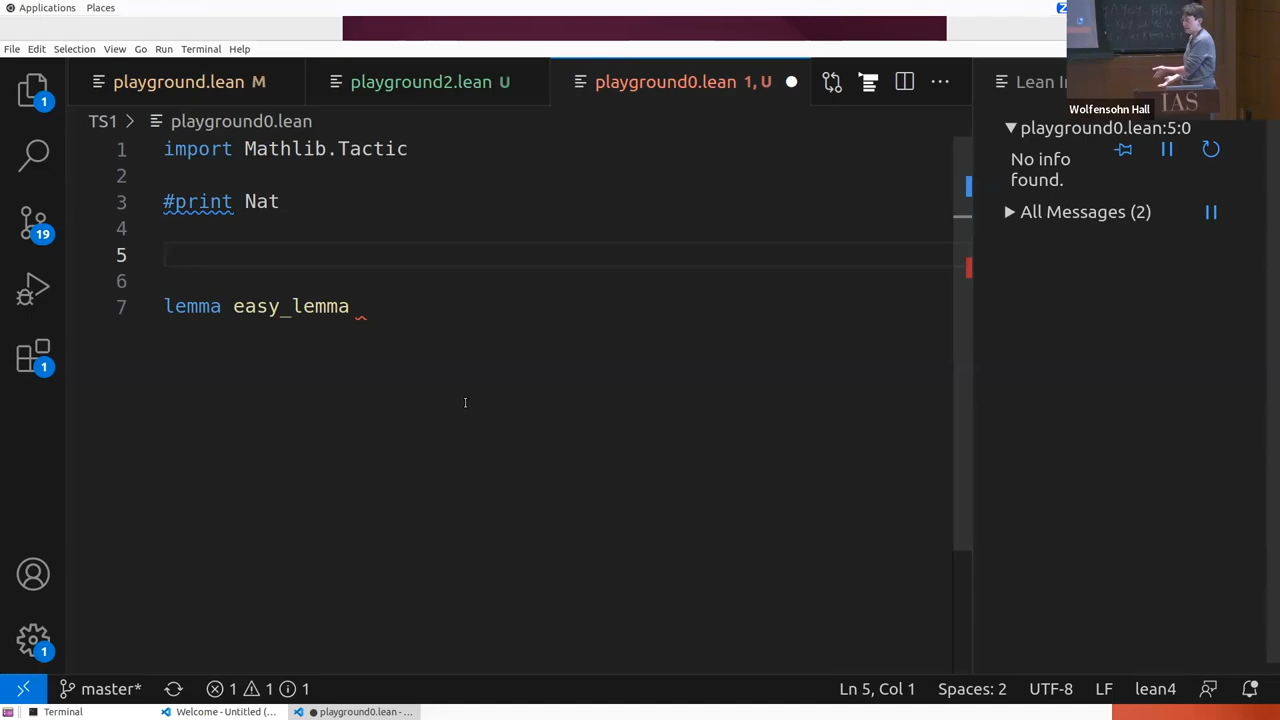 Applications Places
File Edit Selection View Go Run Terminal Help
playground.lean M playground2.lean U playground0.lean 1, U Lean In
Wolfensohn Hall
IAS
TS1 > playground0.lean
playground0.lean:5:0
No info
found.
All Messages (2)
1 import Mathlib.Tactic
2
3 #print Nat
4
5
6
7 lemma easy_lemma
1
19
1
1
master* 1 1 1 Ln 5, Col 1 Spaces: 2 UTF-8 LF lean4
Terminal Welcome - Untitled (... playground0.lean - ...